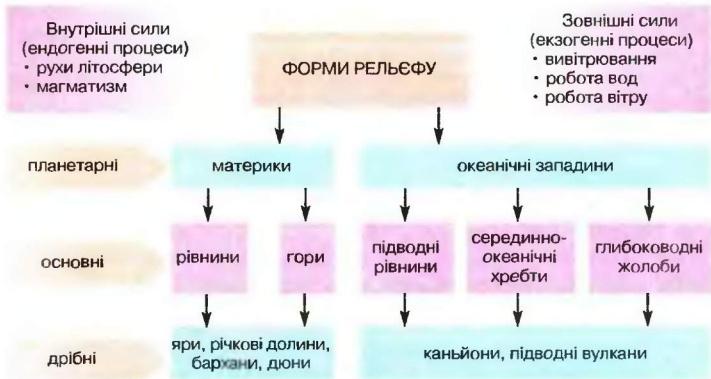 Внутрішні сили
(ендогенні процеси)
• рухи літосфери
• магматизм
ФОРМИ РЕЛЬЄФУ
Зовнішні сили
(екзогенні процеси)
• вивітрювання
• робота вод
• робота вітру
планетарні
материки
океанічні западини
основні
рівнини
гори
підводні
рівнини
серединно-
океанічні
хребти
глибоководні
жолоби
дрібні
яри, річкові долини,
бархани, дюни
каньйони, підводні вулкани